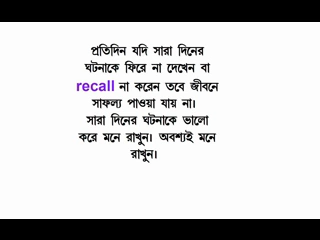 প্রতিদিন যদি সারা দিনের
ঘটনাকে ফিরে না দেখেন বা
recall না করেন তবে জীবনে
সাফল্য পাওয়া যায় না।
সারা দিনের ঘটনাকে ভালো
করে মনে রাখুন। অবশ্যই মনে
রাখুন।